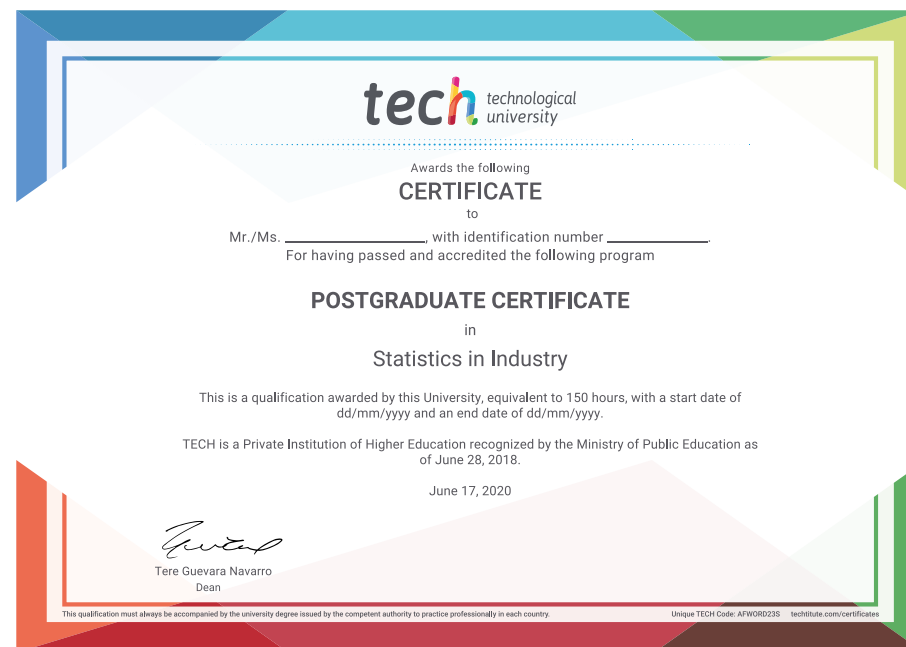 tech technological
university
Awards the following
CERTIFICATE
to
Mr./Ms. ____________________, with identification number ______________.
For having passed and accredited the following program
POSTGRADUATE CERTIFICATE
in
Statistics in Industry
This is a qualification awarded by this University, equivalent to 150 hours, with a start date of
dd/mm/yyyy and an end date of dd/mm/yyyy.
TECH is a Private Institution of Higher Education recognized by the Ministry of Public Education as
of June 28, 2018.
June 17, 2020
Tere Guevara Navarro
Dean
This qualification must always be accompanied by the university degree issued by the competent authority to practice professionally in each country. Unique TECH Code: AFWORD23S techtitute.com/certificates